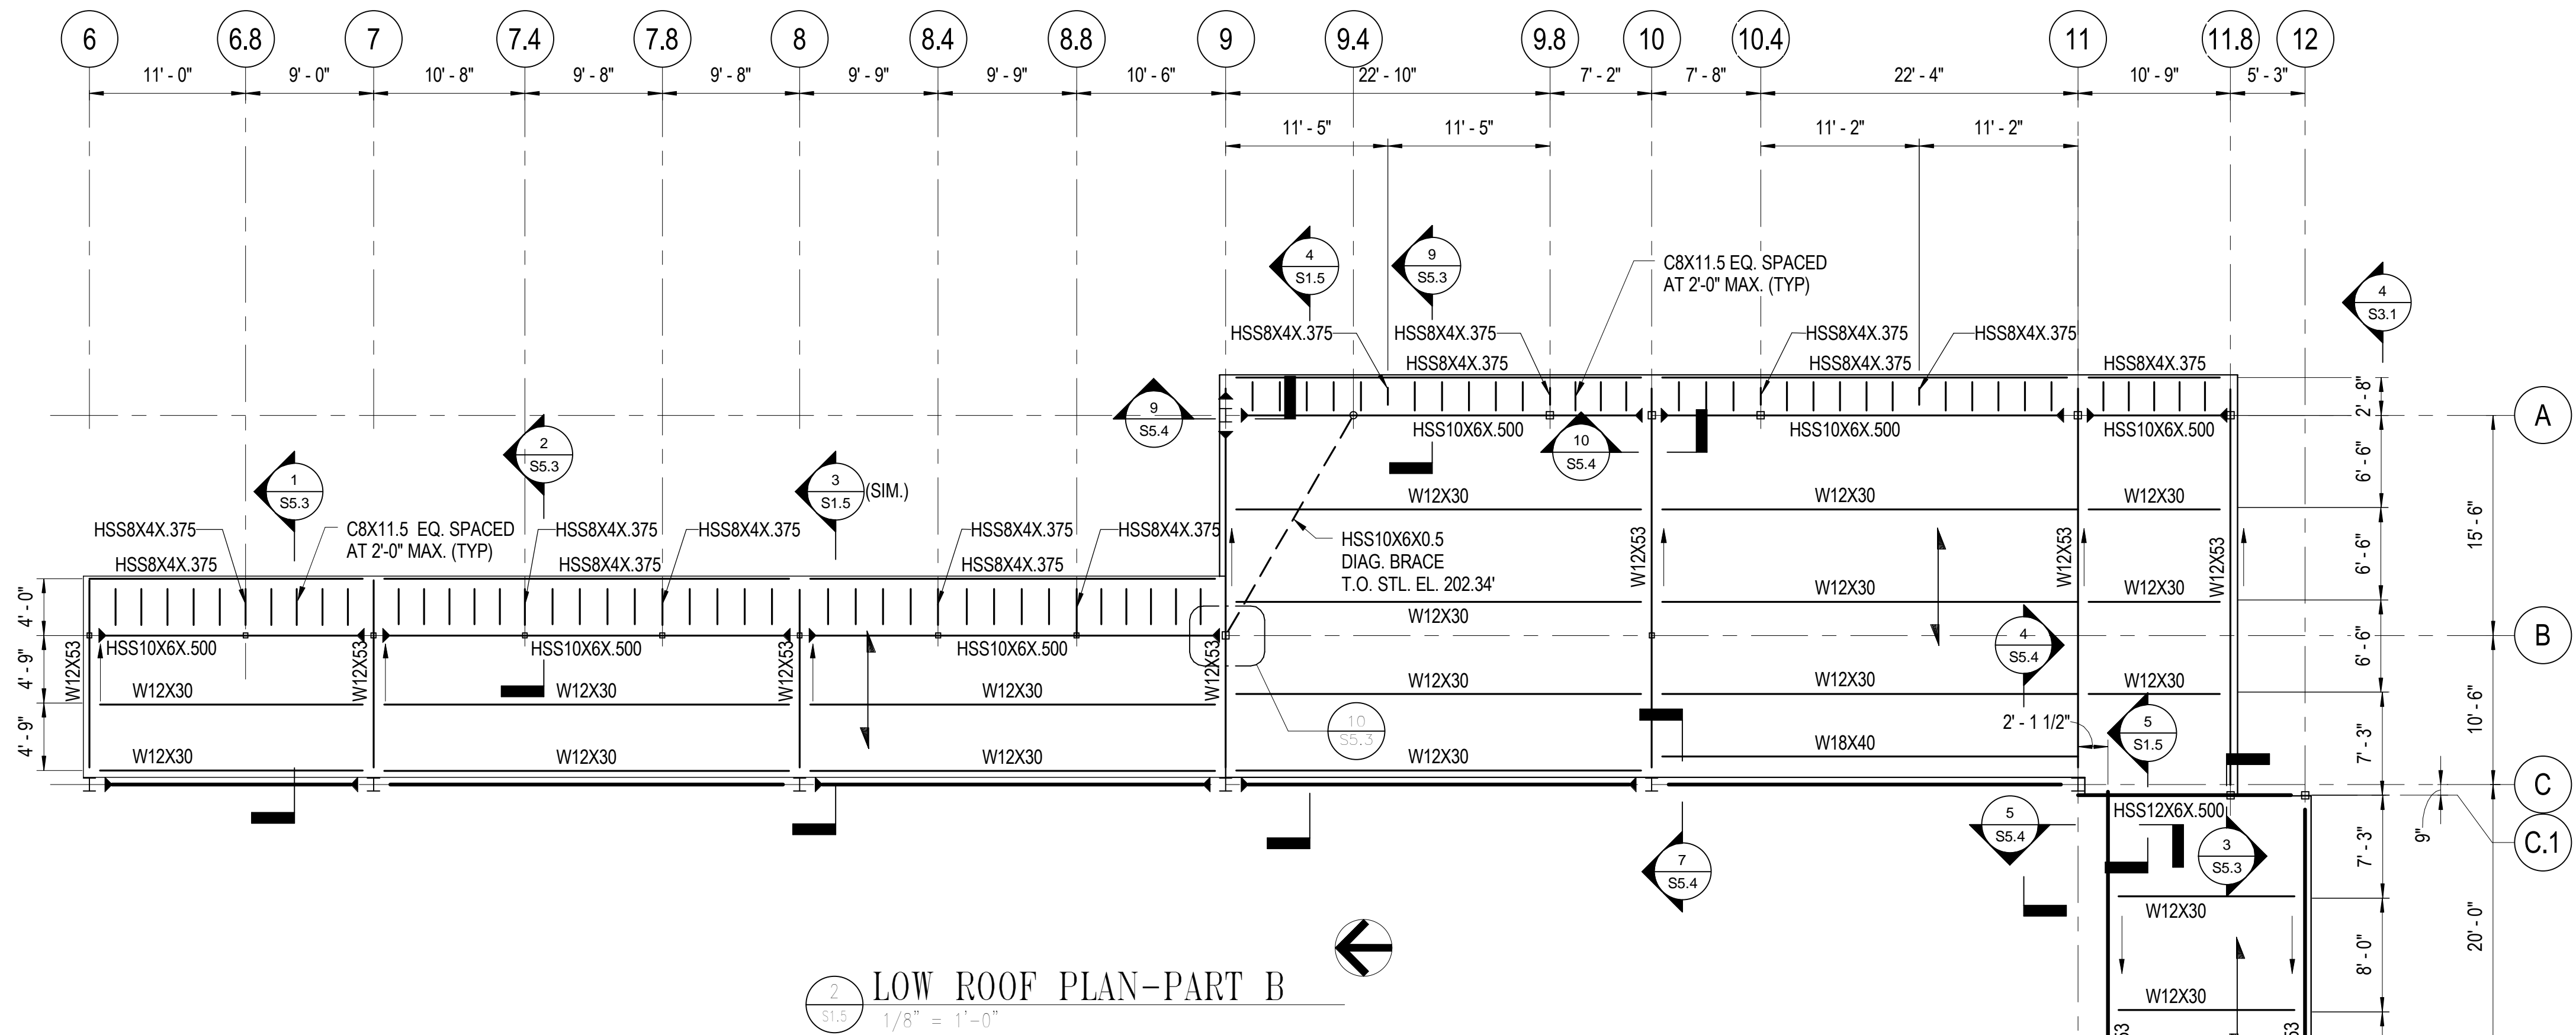 6 6.8 7 7.4 7.8 8 8.4 8.8 9 9.4 9.8 10 10.4 11 11.8 12
11' - 0" 9' - 0" 10' - 8" 9' - 8" 9' - 8" 9' - 9" 9' - 9" 10' - 6" 22' - 10" 7' - 2" 7' - 8" 22' - 4" 10' - 9" 5' - 3"
11' - 5" 11' - 5" 11' - 2" 11' - 2"
4
S1.5
9
S5.3
C8X11.5 EQ. SPACED
AT 2'-0" MAX. (TYP)
4
S3.1
HSS8X4X.375 HSS8X4X.375 HSS8X4X.375 HSS8X4X.375
HSS8X4X.375 HSS8X4X.375 HSS8X4X.375
2' - 8"
A
9
S5.4
HSS10X6X.500 HSS10X6X.500 HSS10X6X.500
10
S5.4
2
S5.3
1
S5.3
3
S1.5
(SIM.)
6' - 6"
W12X30 W12X30 W12X30
15' - 6"
HSS8X4X.375
C8X11.5 EQ. SPACED
AT 2'-0" MAX. (TYP)
HSS8X4X.375 HSS8X4X.375 HSS8X4X.375 HSS8X4X.375
HSS10X6X0.5
DIAG. BRACE
T.O. STL. EL. 202.34'
W12X53 W12X53 W12X53
6' - 6"
HSS8X4X.375 HSS8X4X.375 HSS8X4X.375
W12X30 W12X30 W12X30
4' - 0"
B
6' - 6"
4
S5.4
HSS10X6X.500 HSS10X6X.500 HSS10X6X.500
W12X53 W12X53 W12X53 W12X53
4' - 9"
W12X30 W12X30 W12X30 W12X30 W12X30 W12X30
10
S5.3
2' - 1 1/2"
5
S1.5
7' - 3"
10' - 6"
4' - 9"
W12X30 W12X30 W12X30 W12X30 W18X40
C
HSS12X6X.500
5
S5.4
3
S5.3
7' - 3"
9"
C.1
7
S5.4
W12X30
20' - 0"
8' - 0"
W12X30
2
S1.5
LOW ROOF PLAN-PART B
1/8" = 1'-0"
53 53